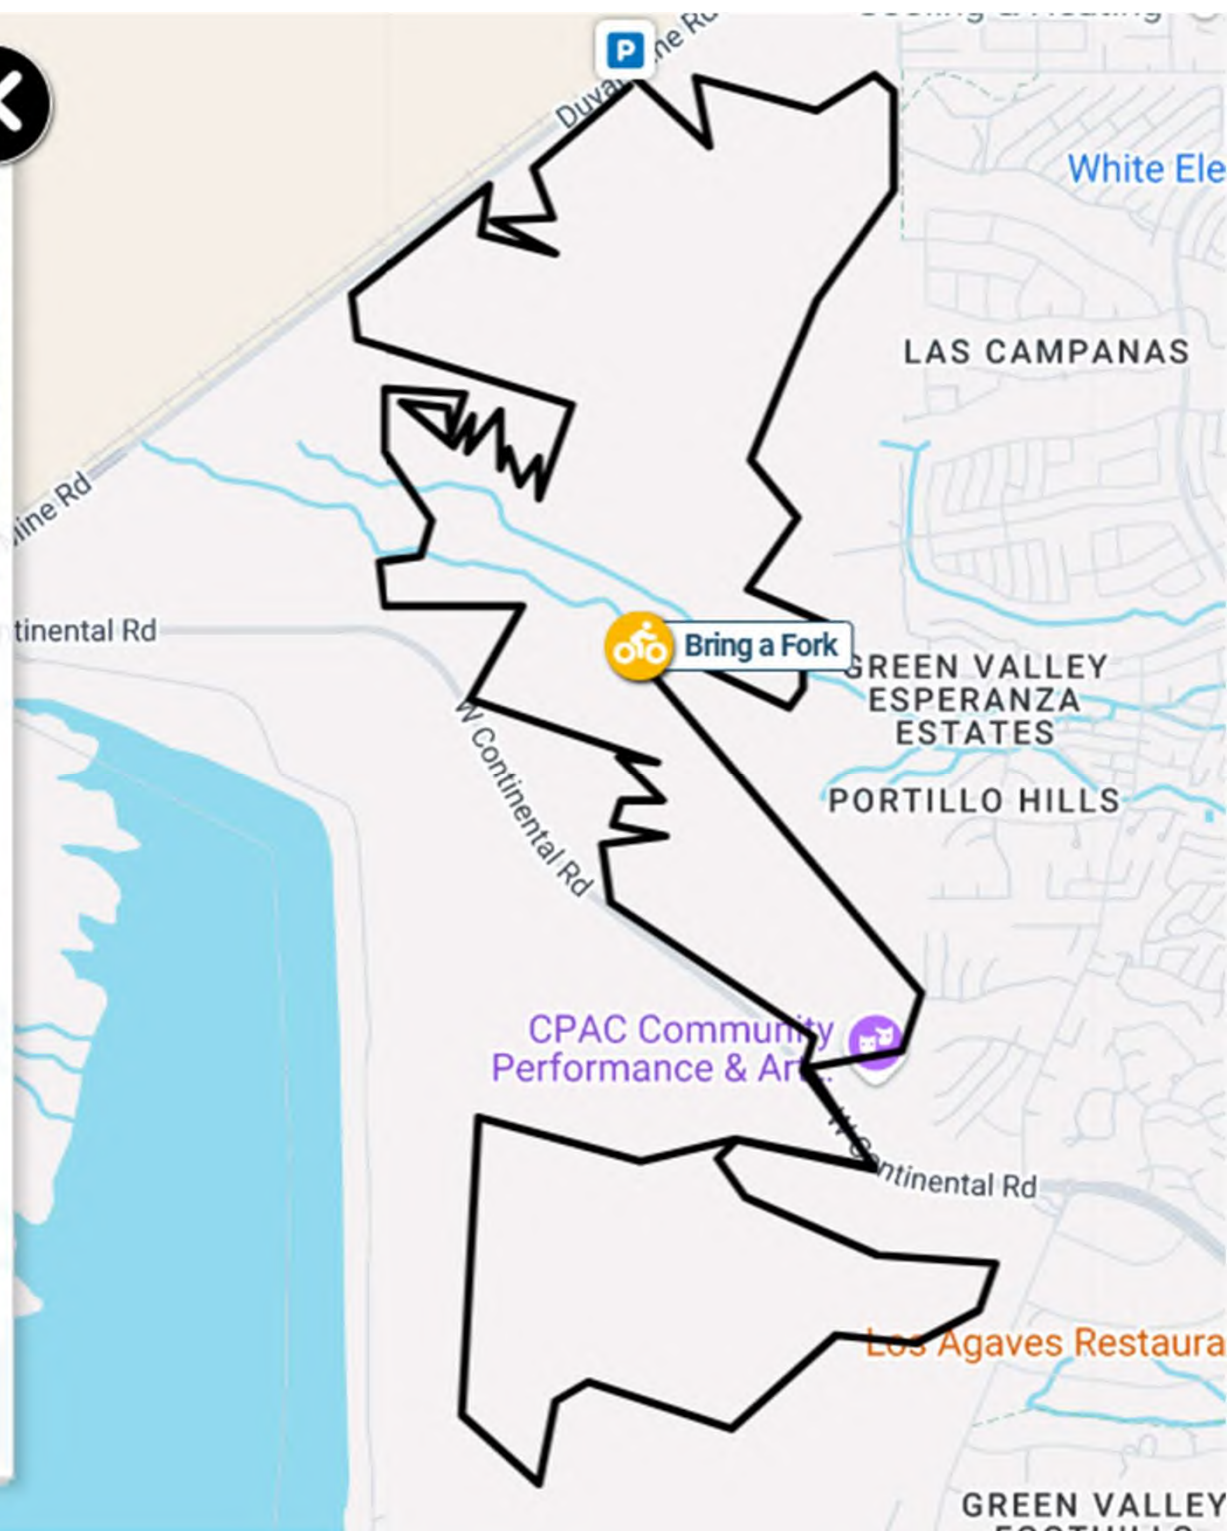 P
White Ele
LAS CAMPANAS
tinental Rd
Bring a Fork
GREEN VALLEY
ESPERANZA
ESTATES
W Continental Rd
PORTILLO HILLS
CPAC Community
Performance & Art...
W Continental Rd
Los Agaves Restaura
GREEN VALLEY